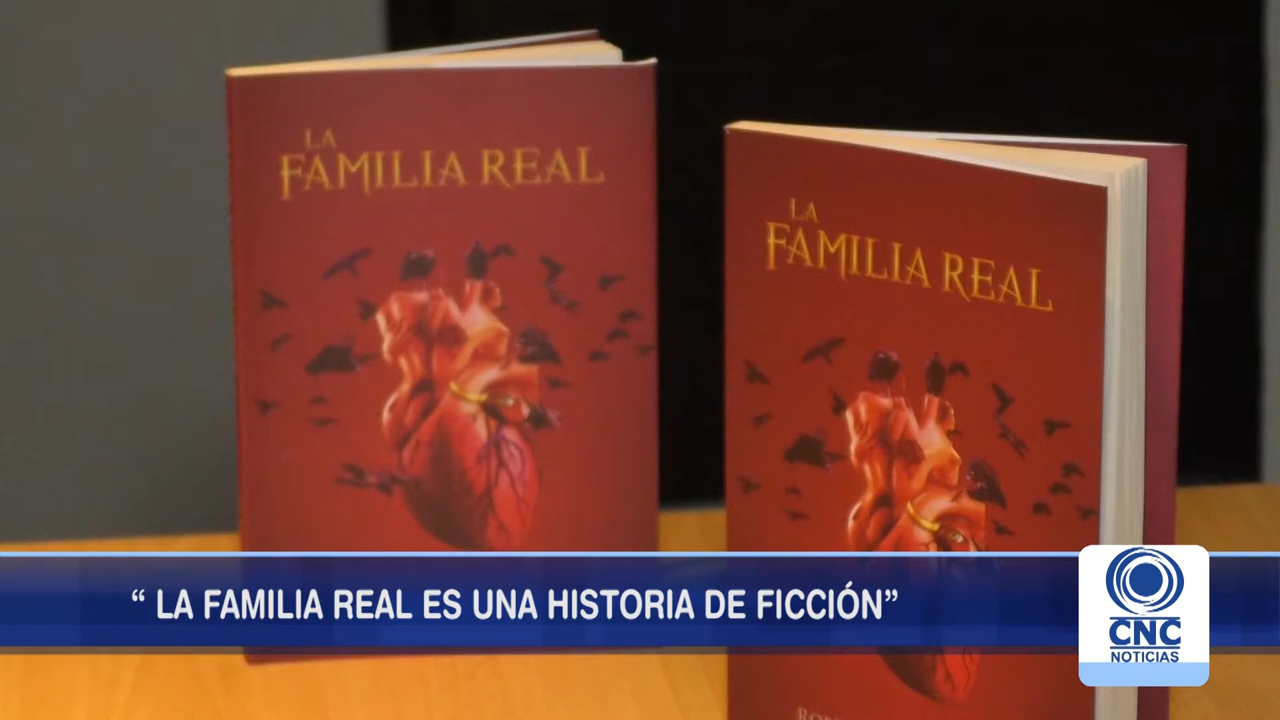 LA
FAMILIA REAL
LA
FAMILIA REAL
“ LA FAMILIA REAL ES UNA HISTORIA DE FICCIÓN”
CNC
NOTICIAS